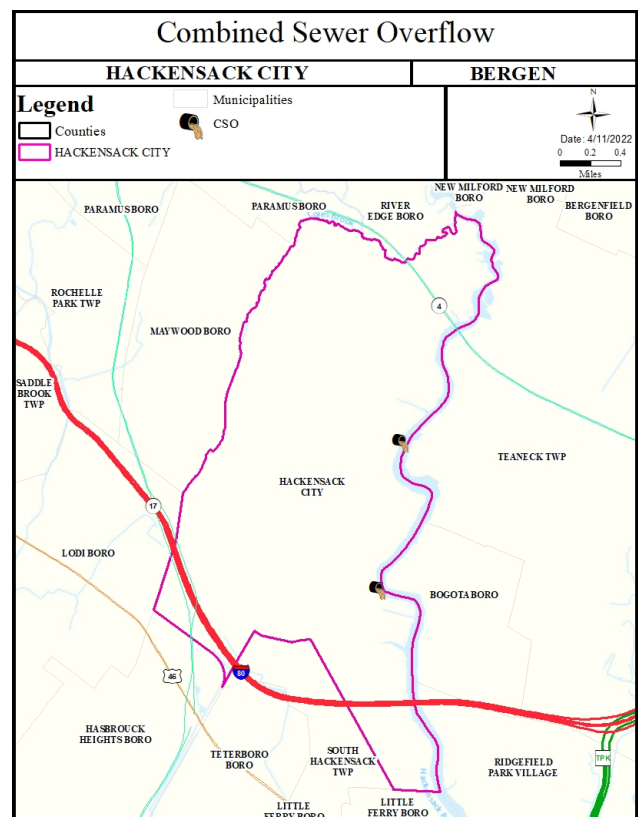 Combined Sewer Overflow
HACKENSACK CITY
BERGEN
Legend
Counties
HACKENSACK CITY
Municipalities
CSO
N
Date: 4/11/2022
0 0.2 0.4
Miles
PARAMUS BORO
PARAMUS BORO
RIVER
EDGE BORO
NEW MILFORD
BORO
NEW MILFORD
BORO
BERGENFIELD
BORO
ROCHELLE
PARK TWP
MAYWOOD BORO
4
SADDLE
BROOK
TWP
TEANECK TWP
HACKENSACK
CITY
17
LODI BORO
BOGOTA BORO
46
80
HASBROUCK
HEIGHTS BORO
TETERBORO
BORO
SOUTH
HACKENSACK
TWP
RIDGEFIELD
PARK VILLAGE
TPK
LITTLE
FERRY BORO
LITTLE
FERRY BORO